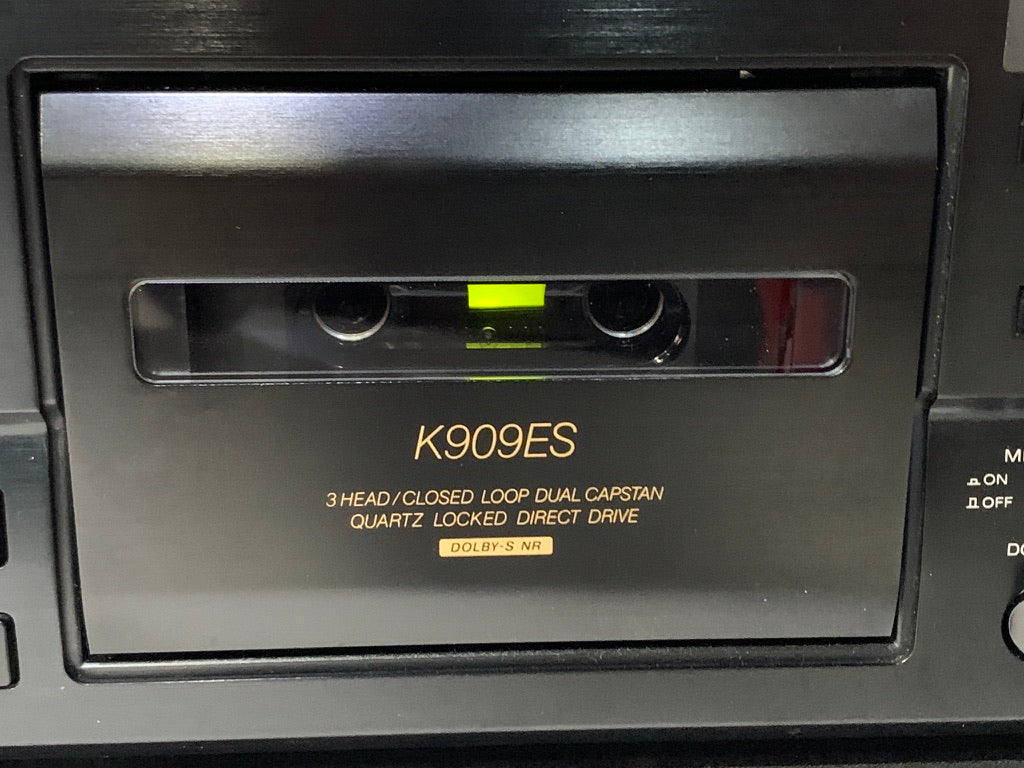 K909ES
3 HEAD / CLOSED LOOP DUAL CAPSTAN
QUARTZ LOCKED DIRECT DRIVE
DOLBY-S NR
ON
OFF